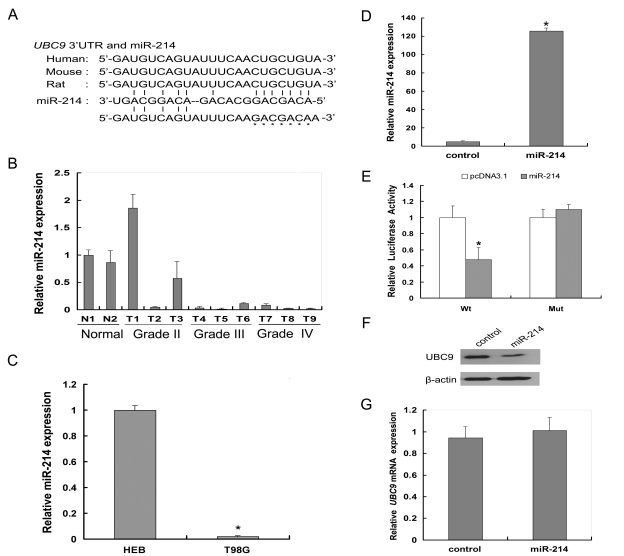 A
UBC9 3'UTR and miR-214
Human: 5'-GAUGUCAGUAUUUCAACUGCUGUA-3'
Mouse: 5'-GAUGUCAGUAUUUCAACUGCUGUA-3'
Rat : 5'-GAUGUCAGUAUUUCAACUGCUGUA-3'
miR-214 : 3'-UGACGGACA--GACACGGACGACA-5'
5'-GAUGUCAGUAUUUCAAGACGACAA-3'
* * * * * * *
B
Relative miR-214 expression
2.5
2
1.5
1
0.5
0
N1 N2 T1 T2 T3 T4 T5 T6 T7 T8 T9
Normal Grade II Grade III Grade IV
C
Relative miR-214 expression
1.2
1
0.8
0.6
0.4
0.2
0
*
HEB T98G
D
Relative miR-214 expression
140
120
100
80
60
40
20
0
*
control miR-214
E
pcDNA3.1 miR-214
Relative Luciferase Activity
1.4
1.2
1
0.8
0.6
0.4
0.2
0
*
Wt Mut
F
control miR-214
UBC9
β-actin
G
Relative UBC9 mRNA expression
1.4
1.2
1
0.8
0.6
0.4
0.2
0
control miR-214